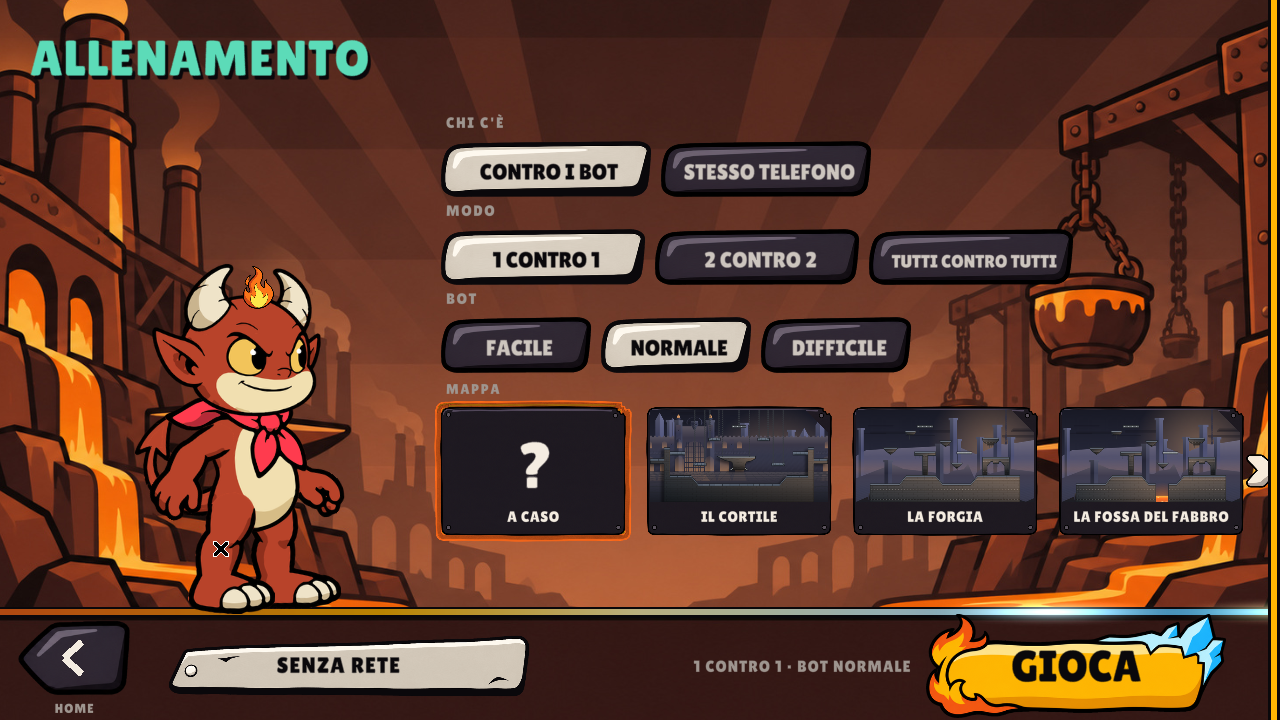 ALLENAMENTO
CHI C'È
CONTRO I BOT
STESSO TELEFONO
MODO
1 CONTRO 1
2 CONTRO 2
TUTTI CONTRO TUTTI
BOT
FACILE
NORMALE
DIFFICILE
MAPPA
?
A CASO
IL CORTILE
LA FORGIA
LA FOSSA DEL FABBRO
SENZA RETE
1 CONTRO 1 · BOT NORMALE
GIOCA
HOME